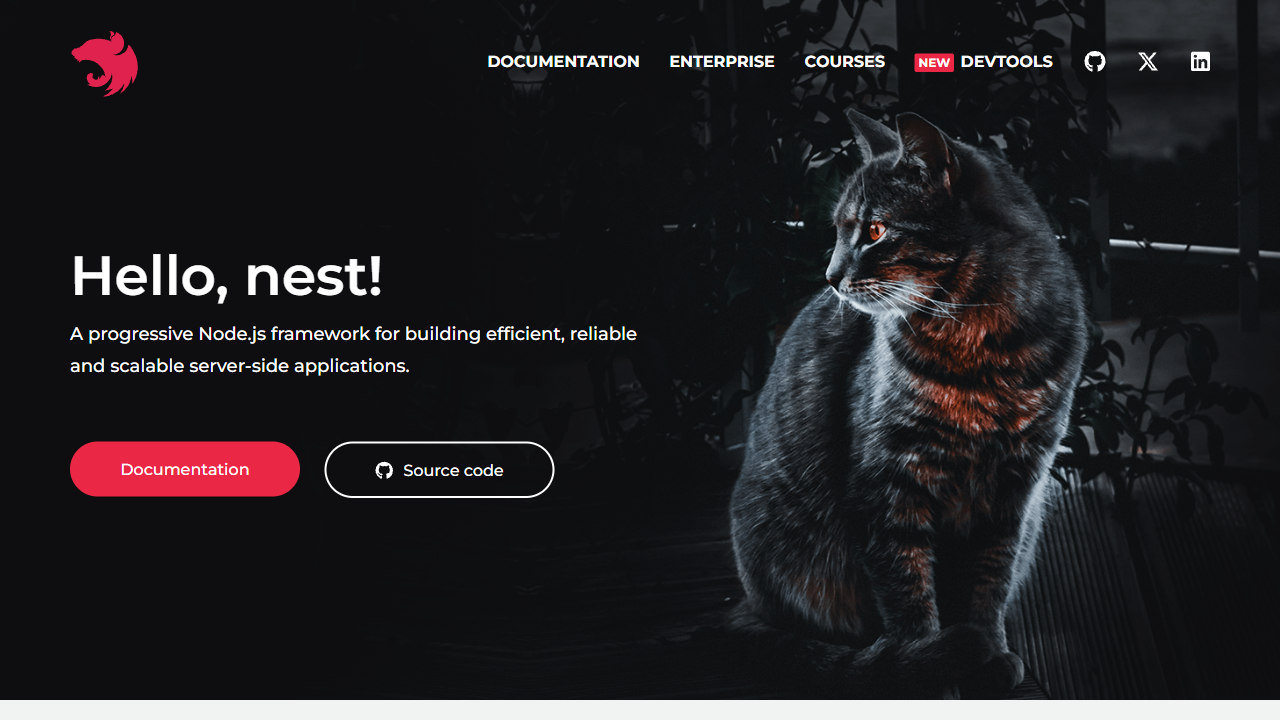 DOCUMENTATION ENTERPRISE COURSES NEW DEVTOOLS
Hello, nest!
A progressive Node.js framework for building efficient, reliable
and scalable server-side applications.
Documentation
Source code